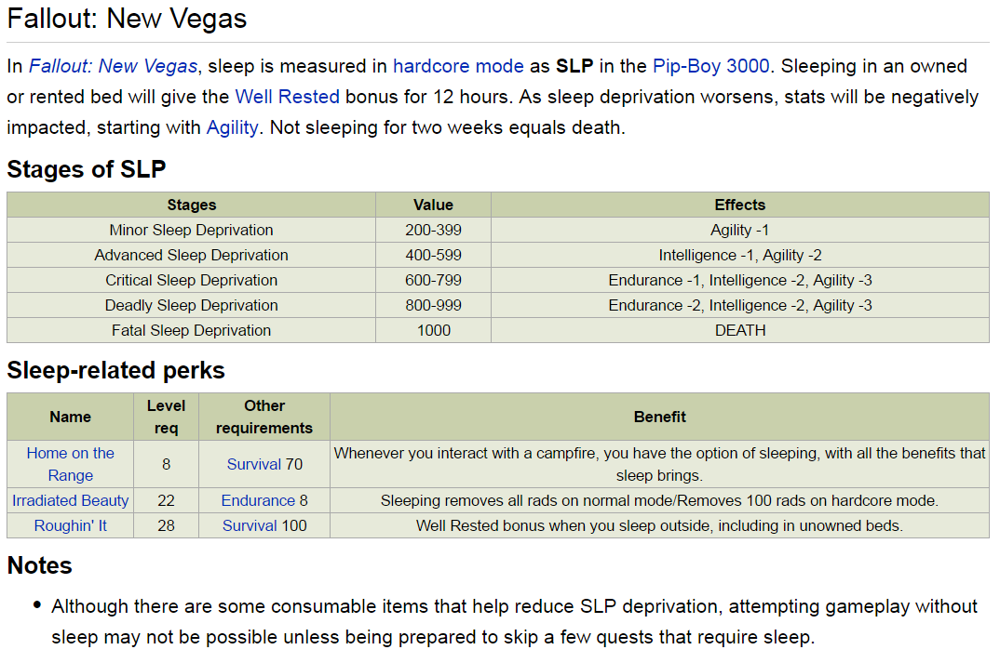 Fallout: New Vegas
In Fallout: New Vegas, sleep is measured in hardcore mode as SLP in the Pip-Boy 3000. Sleeping in an owned
or rented bed will give the Well Rested bonus for 12 hours. As sleep deprivation worsens, stats will be negatively
impacted, starting with Agility. Not sleeping for two weeks equals death.
Stages of SLP
Stages Value Effects
Minor Sleep Deprivation 200-399 Agility -1
Advanced Sleep Deprivation 400-599 Intelligence -1, Agility -2
Critical Sleep Deprivation 600-799 Endurance -1, Intelligence -2, Agility -3
Deadly Sleep Deprivation 800-999 Endurance -2, Intelligence -2, Agility -3
Fatal Sleep Deprivation 1000 DEATH
Sleep-related perks
Name Level req Other requirements Benefit
Home on the Range 8 Survival 70 Whenever you interact with a campfire, you have the option of sleeping, with all the benefits that sleep brings.
Irradiated Beauty 22 Endurance 8 Sleeping removes all rads on normal mode/Removes 100 rads on hardcore mode.
Roughin' It 28 Survival 100 Well Rested bonus when you sleep outside, including in unowned beds.
Notes
• Although there are some consumable items that help reduce SLP deprivation, attempting gameplay without
sleep may not be possible unless being prepared to skip a few quests that require sleep.